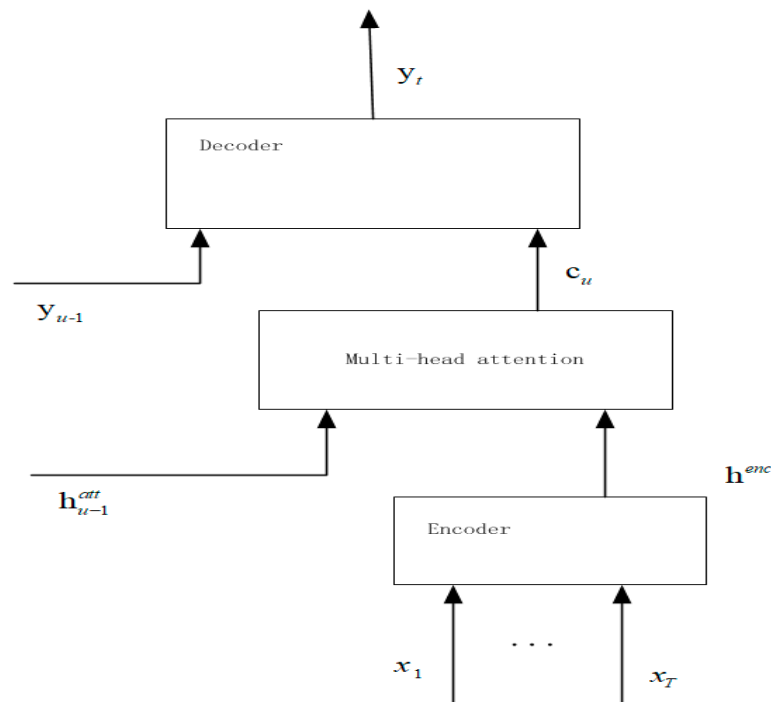 y_t
Decoder
c_u
y_{u-1}
Multi-head attention
h^{enc}
h^{att}_{u-1}
Encoder
. . .
x_1
x_T